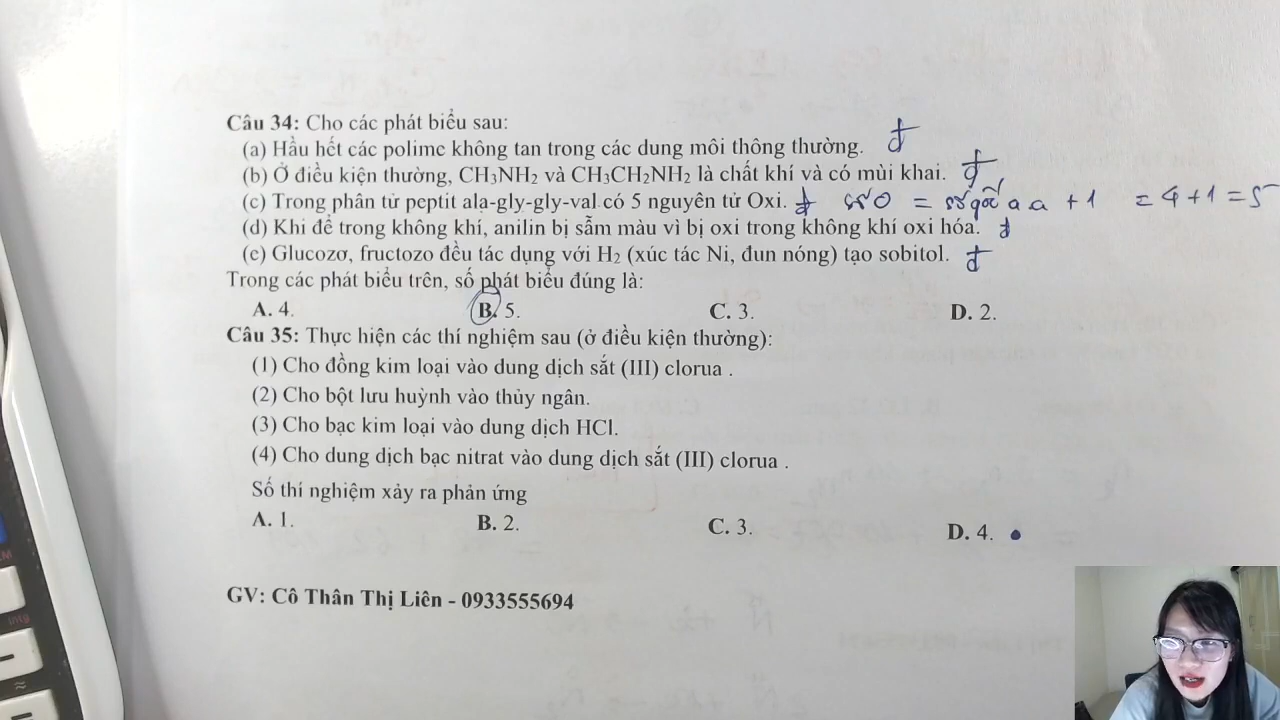 Câu 34: Cho các phát biểu sau:
(a) Hầu hết các polime không tan trong các dung môi thông thường. đ
(b) Ở điều kiện thường, CH3NH2 và CH3CH2NH2 là chất khí và có mùi khai. đ
(c) Trong phân tử peptit ala-gly-gly-val có 5 nguyên tử Oxi. đ số O = số gốc a a + 1 = 4 + 1 = 5
(d) Khi để trong không khí, anilin bị sẫm màu vì bị oxi trong không khí oxi hóa. đ
(e) Glucozơ, fructozơ đều tác dụng với H2 (xúc tác Ni, đun nóng) tạo sobitol. đ
Trong các phát biểu trên, số phát biểu đúng là:
A. 4. B. 5. C. 3. D. 2.
Câu 35: Thực hiện các thí nghiệm sau (ở điều kiện thường):
(1) Cho đồng kim loại vào dung dịch sắt (III) clorua .
(2) Cho bột lưu huỳnh vào thủy ngân.
(3) Cho bạc kim loại vào dung dịch HCl.
(4) Cho dung dịch bạc nitrat vào dung dịch sắt (III) clorua .
Số thí nghiệm xảy ra phản ứng
A. 1. B. 2. C. 3. D. 4.
GV: Cô Thân Thị Liên - 0933555694